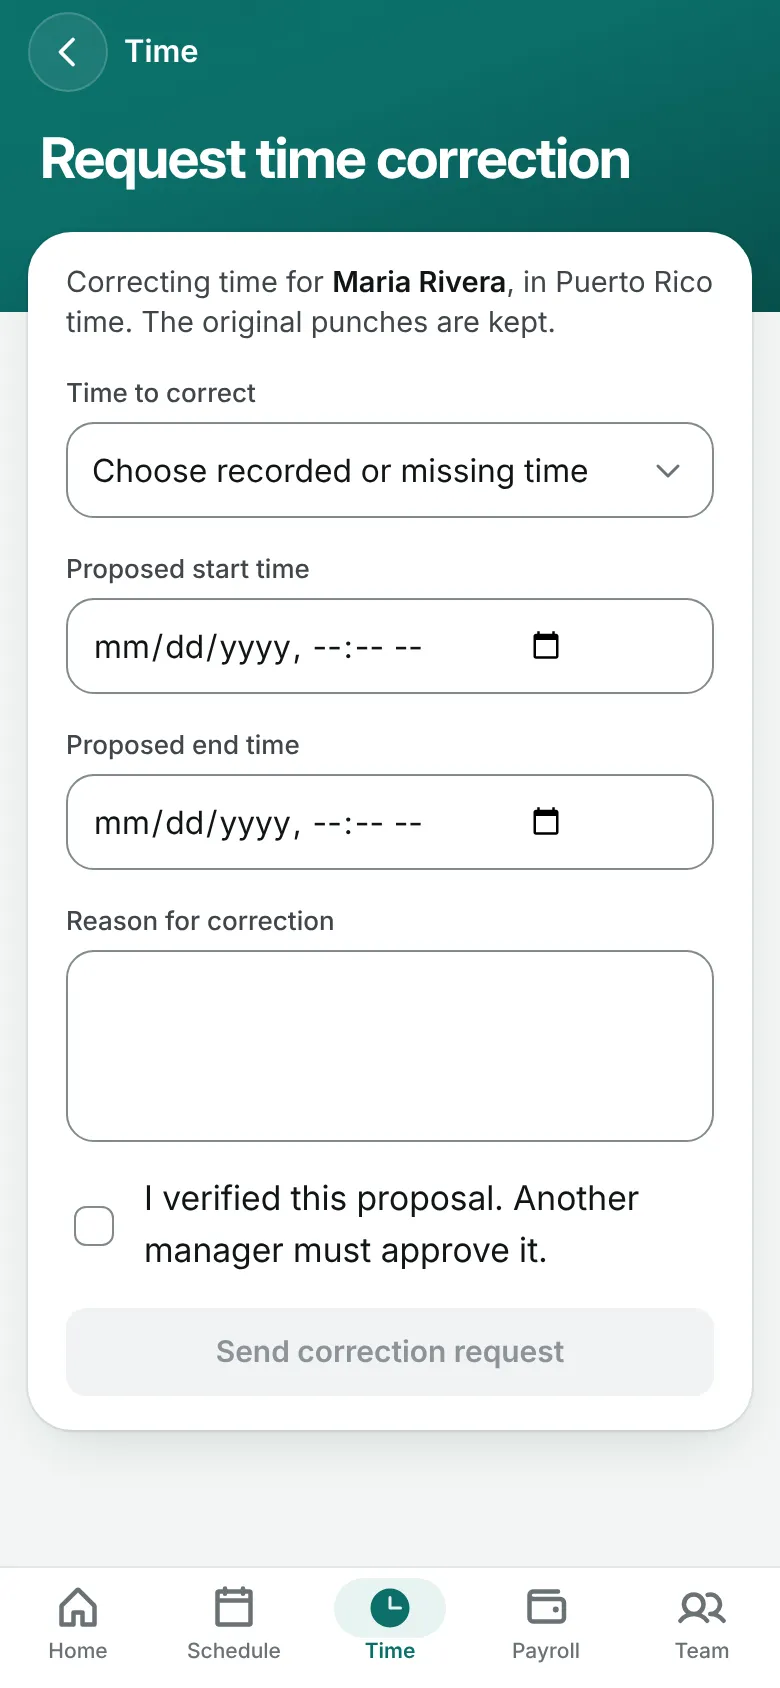 Time
Request time correction
Correcting time for Maria Rivera, in Puerto Rico
time. The original punches are kept.
Time to correct
Choose recorded or missing time
Proposed start time
mm/dd/yyyy, --:-- --
Proposed end time
mm/dd/yyyy, --:-- --
Reason for correction
I verified this proposal. Another
manager must approve it.
Send correction request
Home
Schedule
Time
Payroll
Team